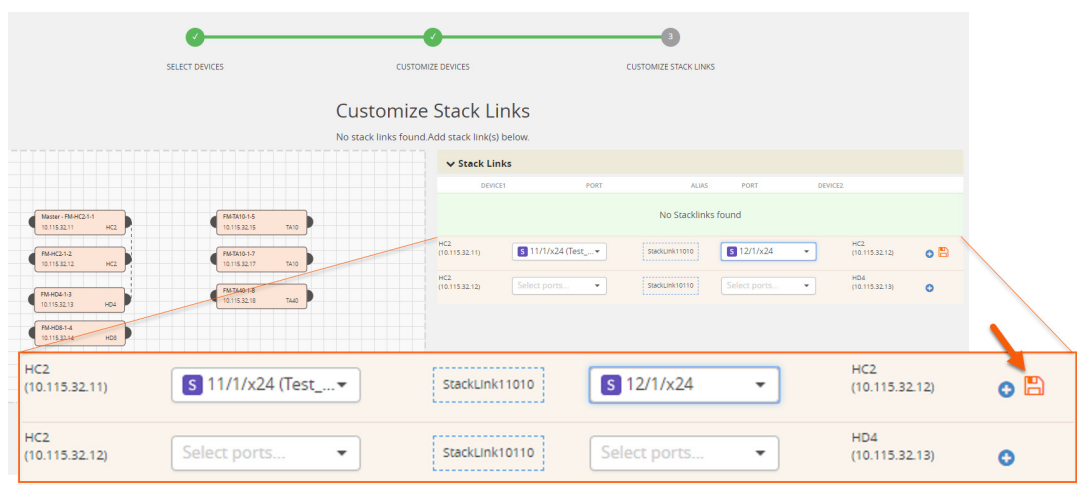 3
SELECT DEVICES
CUSTOMIZE DEVICES
CUSTOMIZE STACK LINKS
Customize Stack Links
No stack links found.Add stack link(s) below.
Stack Links
DEVICE1 PORT ALIAS PORT DEVICE2
No Stacklinks found
Master - FM-HC2-1-1
10.115.32.11 HC2
FM-HC2-1-2
10.115.32.12 HC2
FM-HD4-1-3
10.115.32.13 HD4
FM-HD8-1-4
10.115.32.14 HD8
FM-TA10-1-5
10.115.32.15 TA10
FM-TA10-1-7
10.115.32.17 TA10
FM-TA40-1-8
10.115.32.18 TA40
HC2
(10.115.32.11)
S 11/1/x24 (Test_...
StackLink11010
S 12/1/x24
HC2
(10.115.32.12)
HC2
(10.115.32.12)
Select ports...
StackLink10110
Select ports...
HD4
(10.115.32.13)
HC2
(10.115.32.11)
S 11/1/x24 (Test_...
StackLink11010
S 12/1/x24
HC2
(10.115.32.12)
HC2
(10.115.32.12)
Select ports...
StackLink10110
Select ports...
HD4
(10.115.32.13)